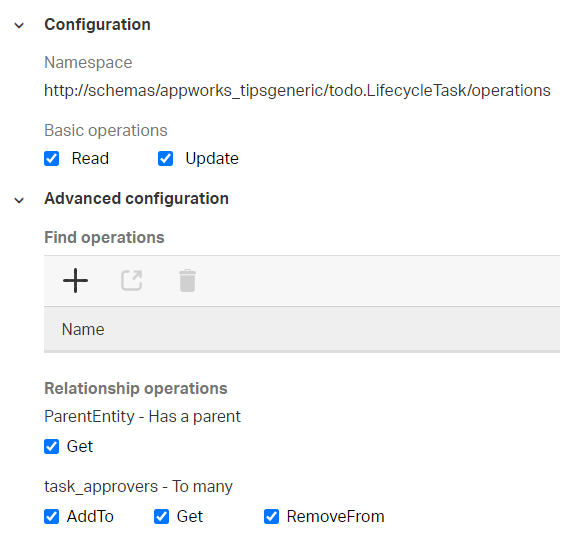 Configuration
Namespace
http://schemas/appworks_tipsgeneric/todo.LifecycleTask/operations
Basic operations
Read Update
Advanced configuration
Find operations
Name
Relationship operations
ParentEntity - Has a parent
Get
task_approvers - To many
AddTo Get RemoveFrom